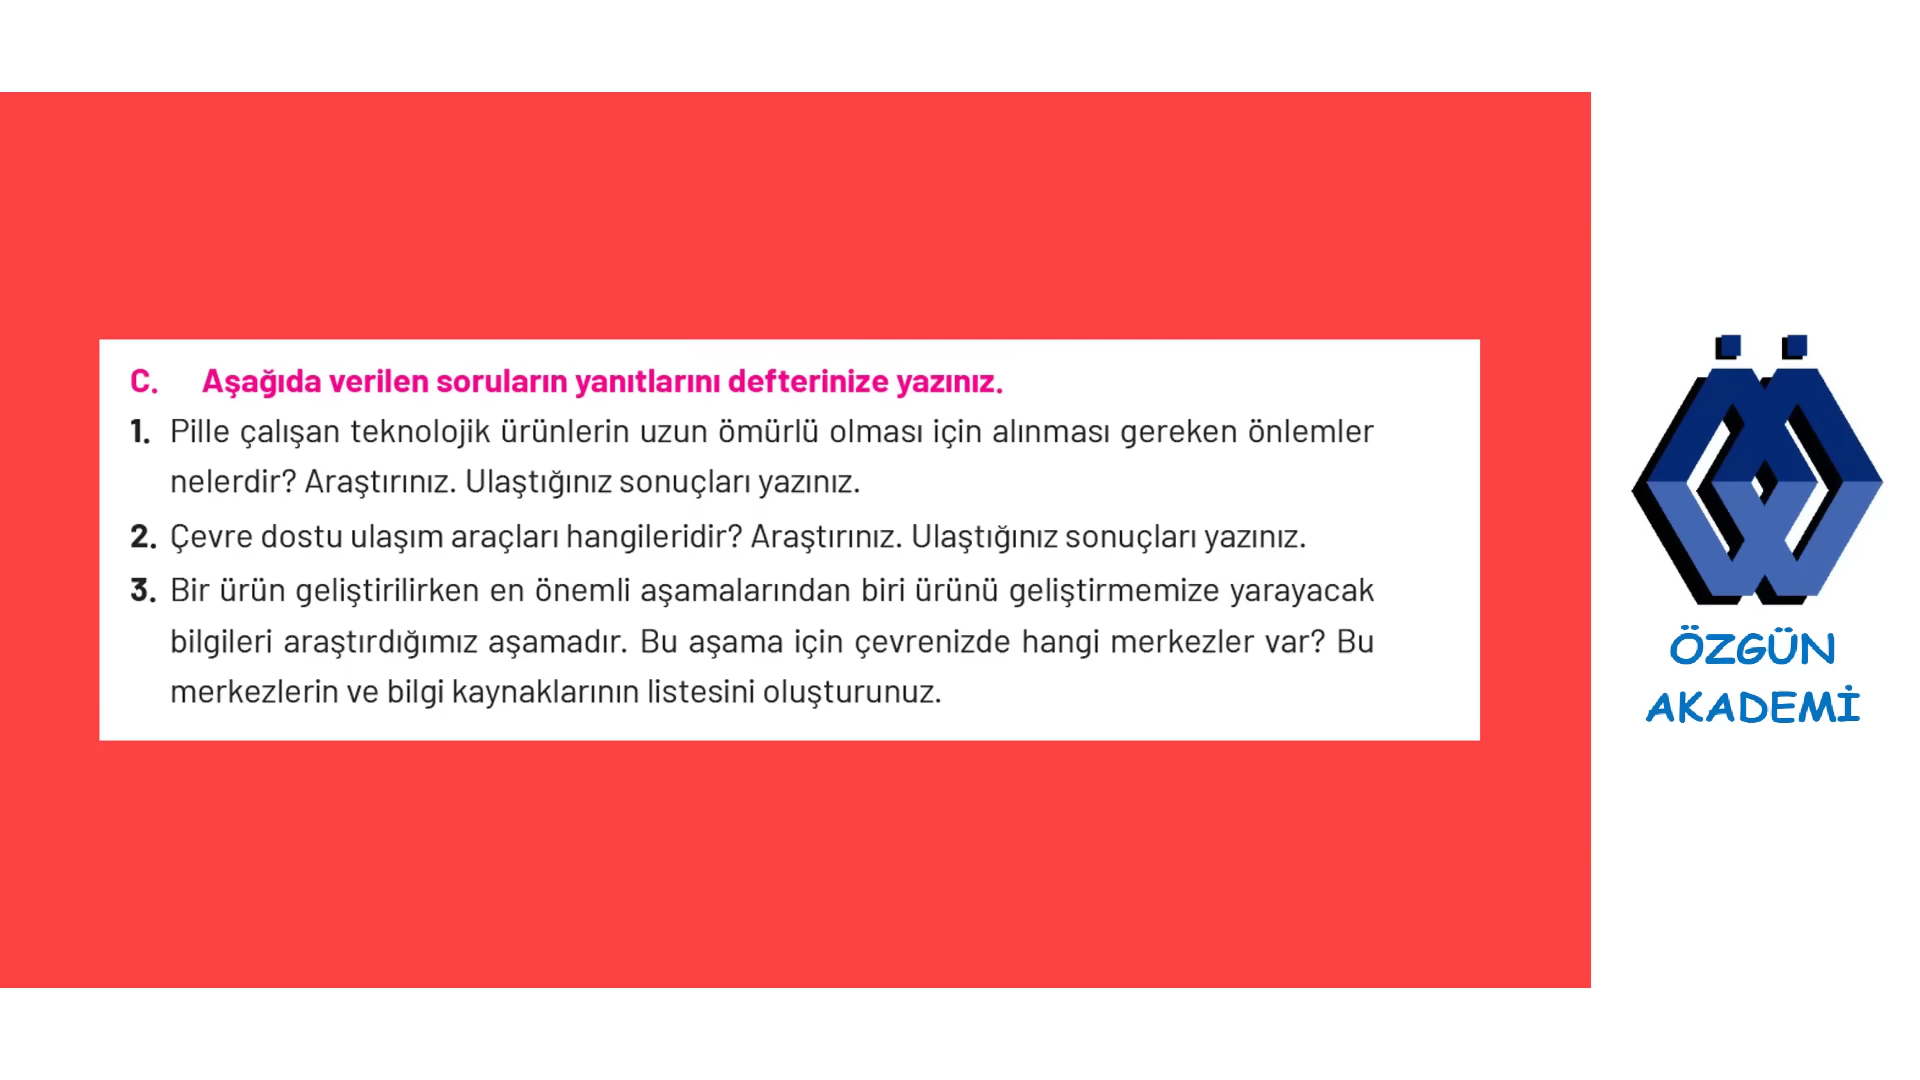 C. Aşağıda verilen soruların yanıtlarını defterinize yazınız.
1. Pille çalışan teknolojik ürünlerin uzun ömürlü olması için alınması gereken önlemler
nelerdir? Araştırınız. Ulaştığınız sonuçları yazınız.
2. Çevre dostu ulaşım araçları hangileridir? Araştırınız. Ulaştığınız sonuçları yazınız.
3. Bir ürün geliştirilirken en önemli aşamalarından biri ürünü geliştirmemize yarayacak
bilgileri araştırdığımız aşamadır. Bu aşama için çevrenizde hangi merkezler var? Bu
merkezlerin ve bilgi kaynaklarının listesini oluşturunuz.
ÖZGÜN
AKADEMİ